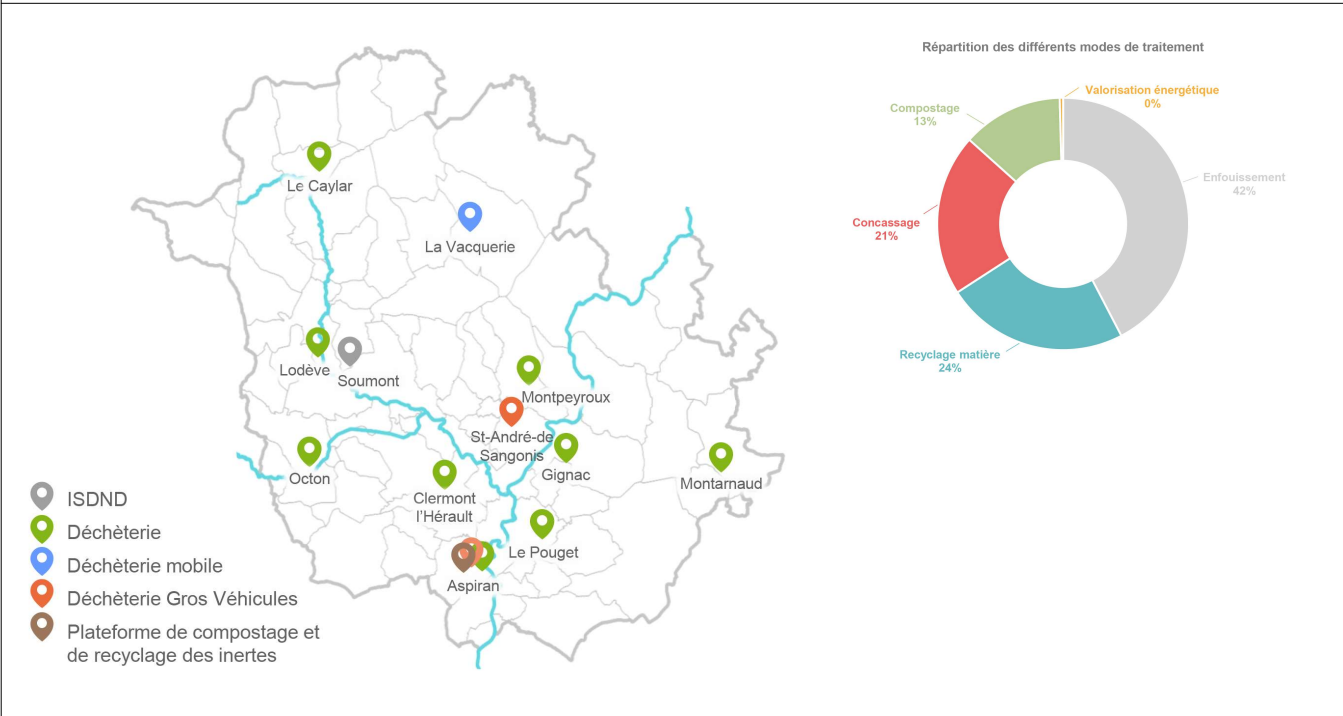 Répartition des différents modes de traitement
Valorisation énergétique
0%
Compostage
13%
Enfouissement
42%
Concassage
21%
Recyclage matière
24%
Le Caylar
La Vacquerie
Lodève
Soumont
Montpeyroux
St-André-de
Sangonis
Gignac
Montarnaud
Octon
Clermont
l'Hérault
Le Pouget
Aspiran
ISDND
Déchèterie
Déchèterie mobile
Déchèterie Gros Véhicules
Plateforme de compostage et
de recyclage des inertes